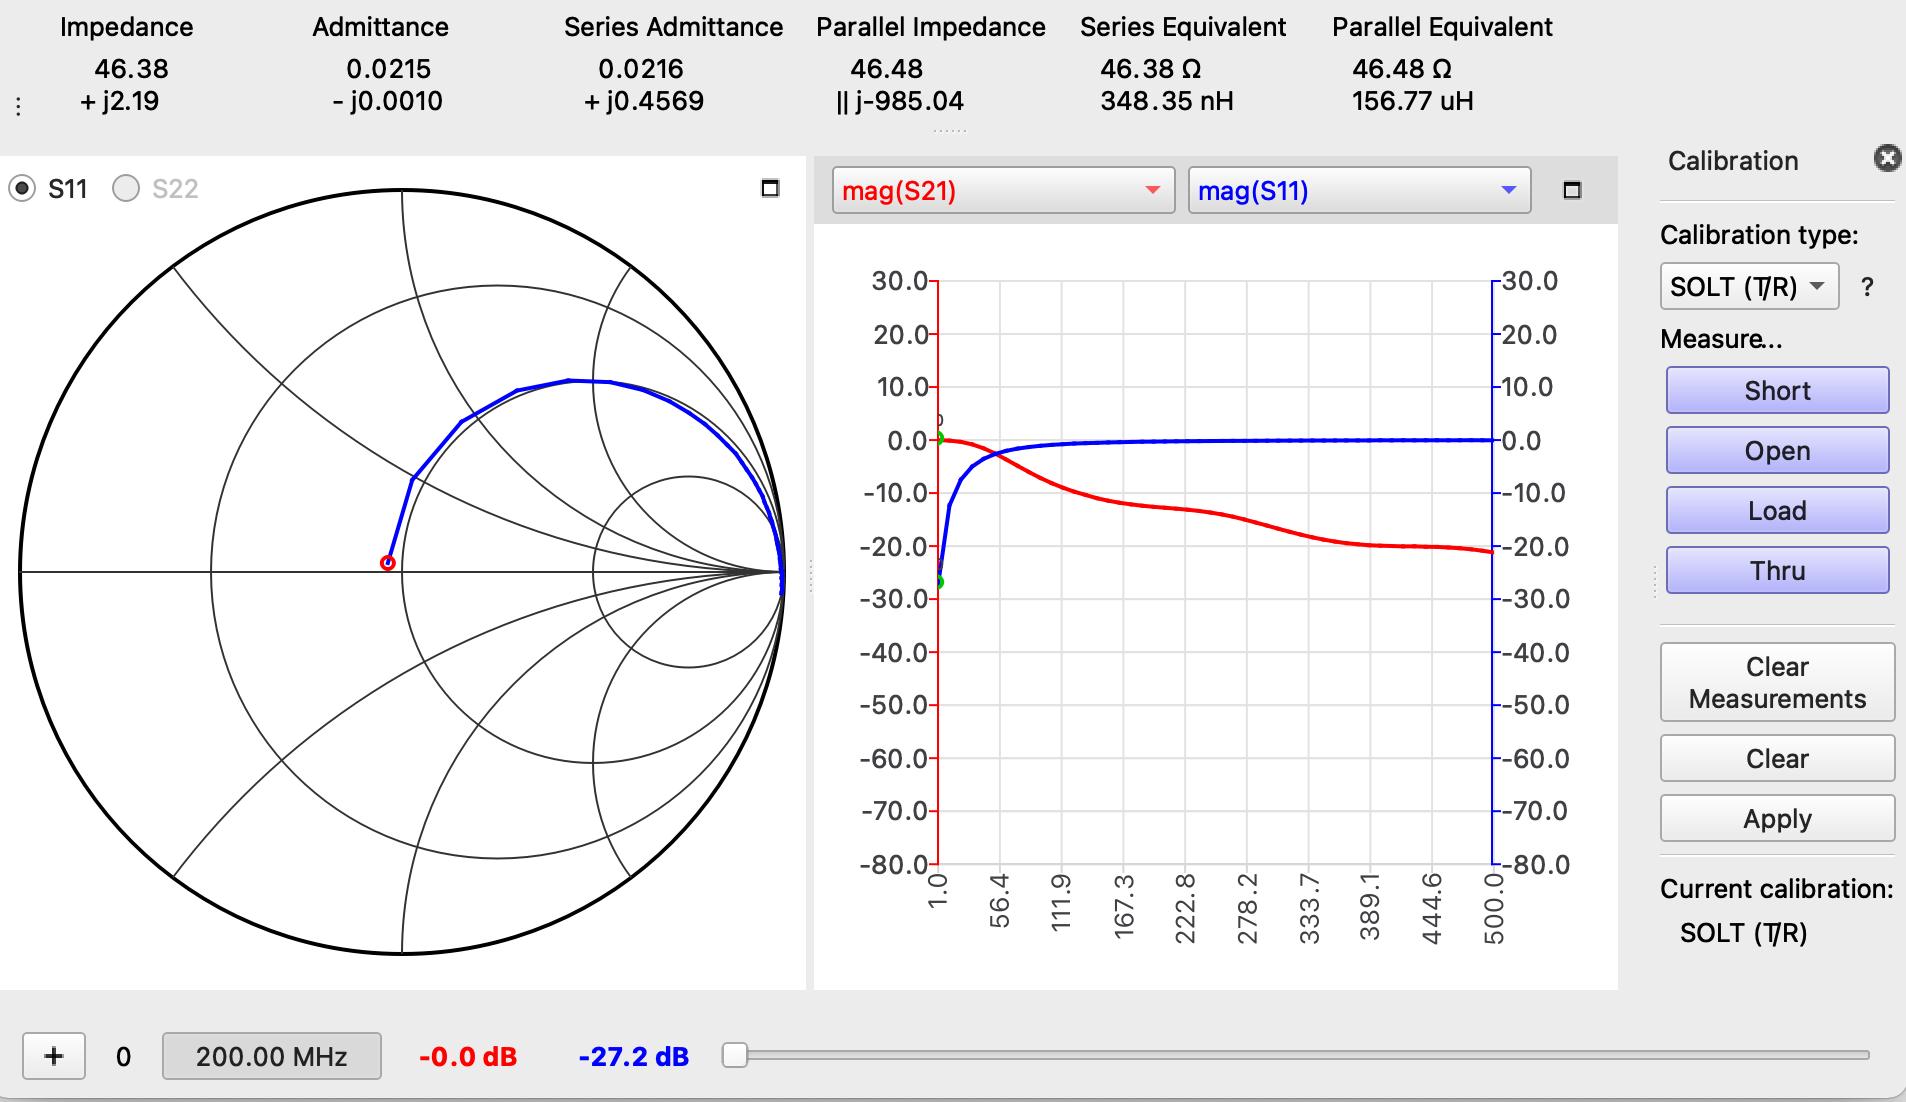 Impedance Admittance Series Admittance Parallel Impedance Series Equivalent Parallel Equivalent
46.38 0.0215 0.0216 46.48 46.38 Ω 46.48 Ω
+ j2.19 - j0.0010 + j0.4569 || j-985.04 348.35 nH 156.77 uH
S11 S22
mag(S21) mag(S11)
30.0 30.0
20.0 20.0
10.0 10.0
0
0.0 0.0
-10.0 -10.0
-20.0 -20.0
-30.0 -30.0
-40.0 -40.0
-50.0 -50.0
-60.0 -60.0
-70.0 -70.0
-80.0 -80.0
1.0 56.4 111.9 167.3 222.8 278.2 333.7 389.1 444.6 500.0
Calibration
Calibration type:
SOLT (T/R) ?
Measure...
Short
Open
Load
Thru
Clear
Measurements
Clear
Apply
Current calibration:
SOLT (T/R)
+ 0 200.00 MHz -0.0 dB -27.2 dB